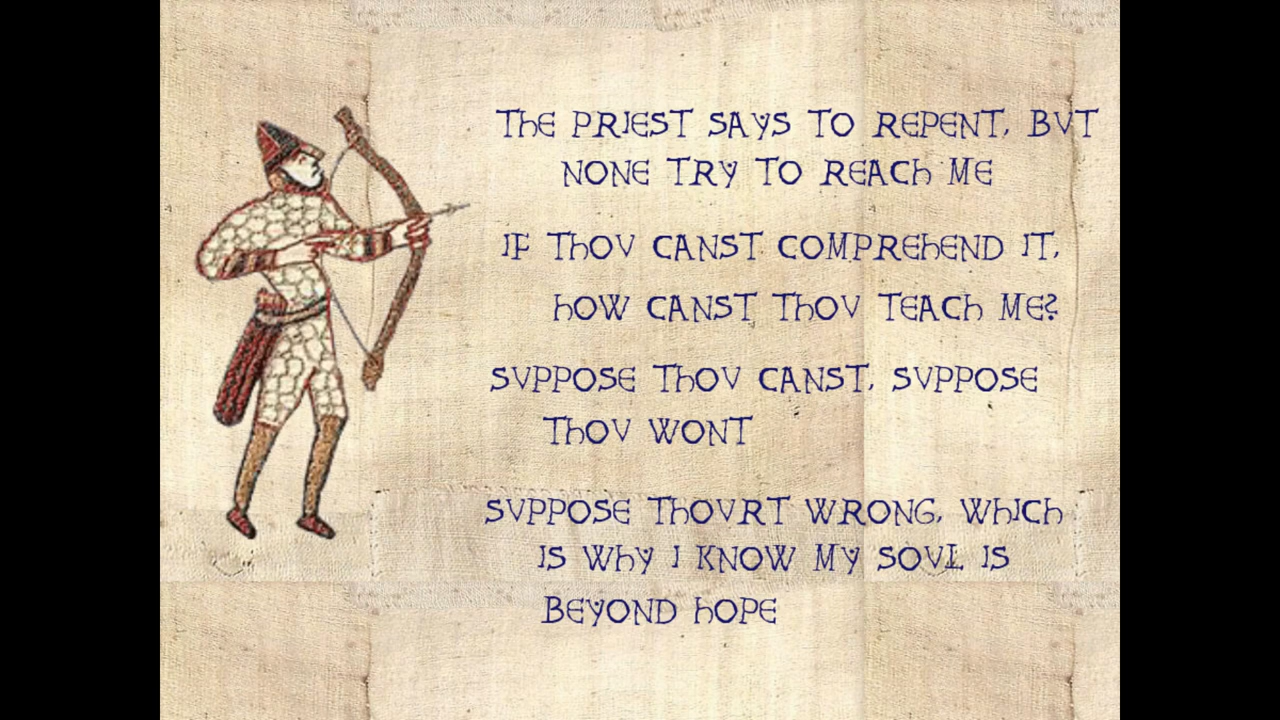 THE PRIEST SAYS TO REPENT, BVT
NONE TRY TO REACH ME
IF THOV CANST COMPREHEND IT,
HOW CANST THOV TEACH ME?
SVPPOSE THOV CANST, SVPPOSE
THOV WONT
SVPPOSE THOVRT WRONG, WHICH
IS WHY I KNOW MY SOVL IS
BEYOND HOPE